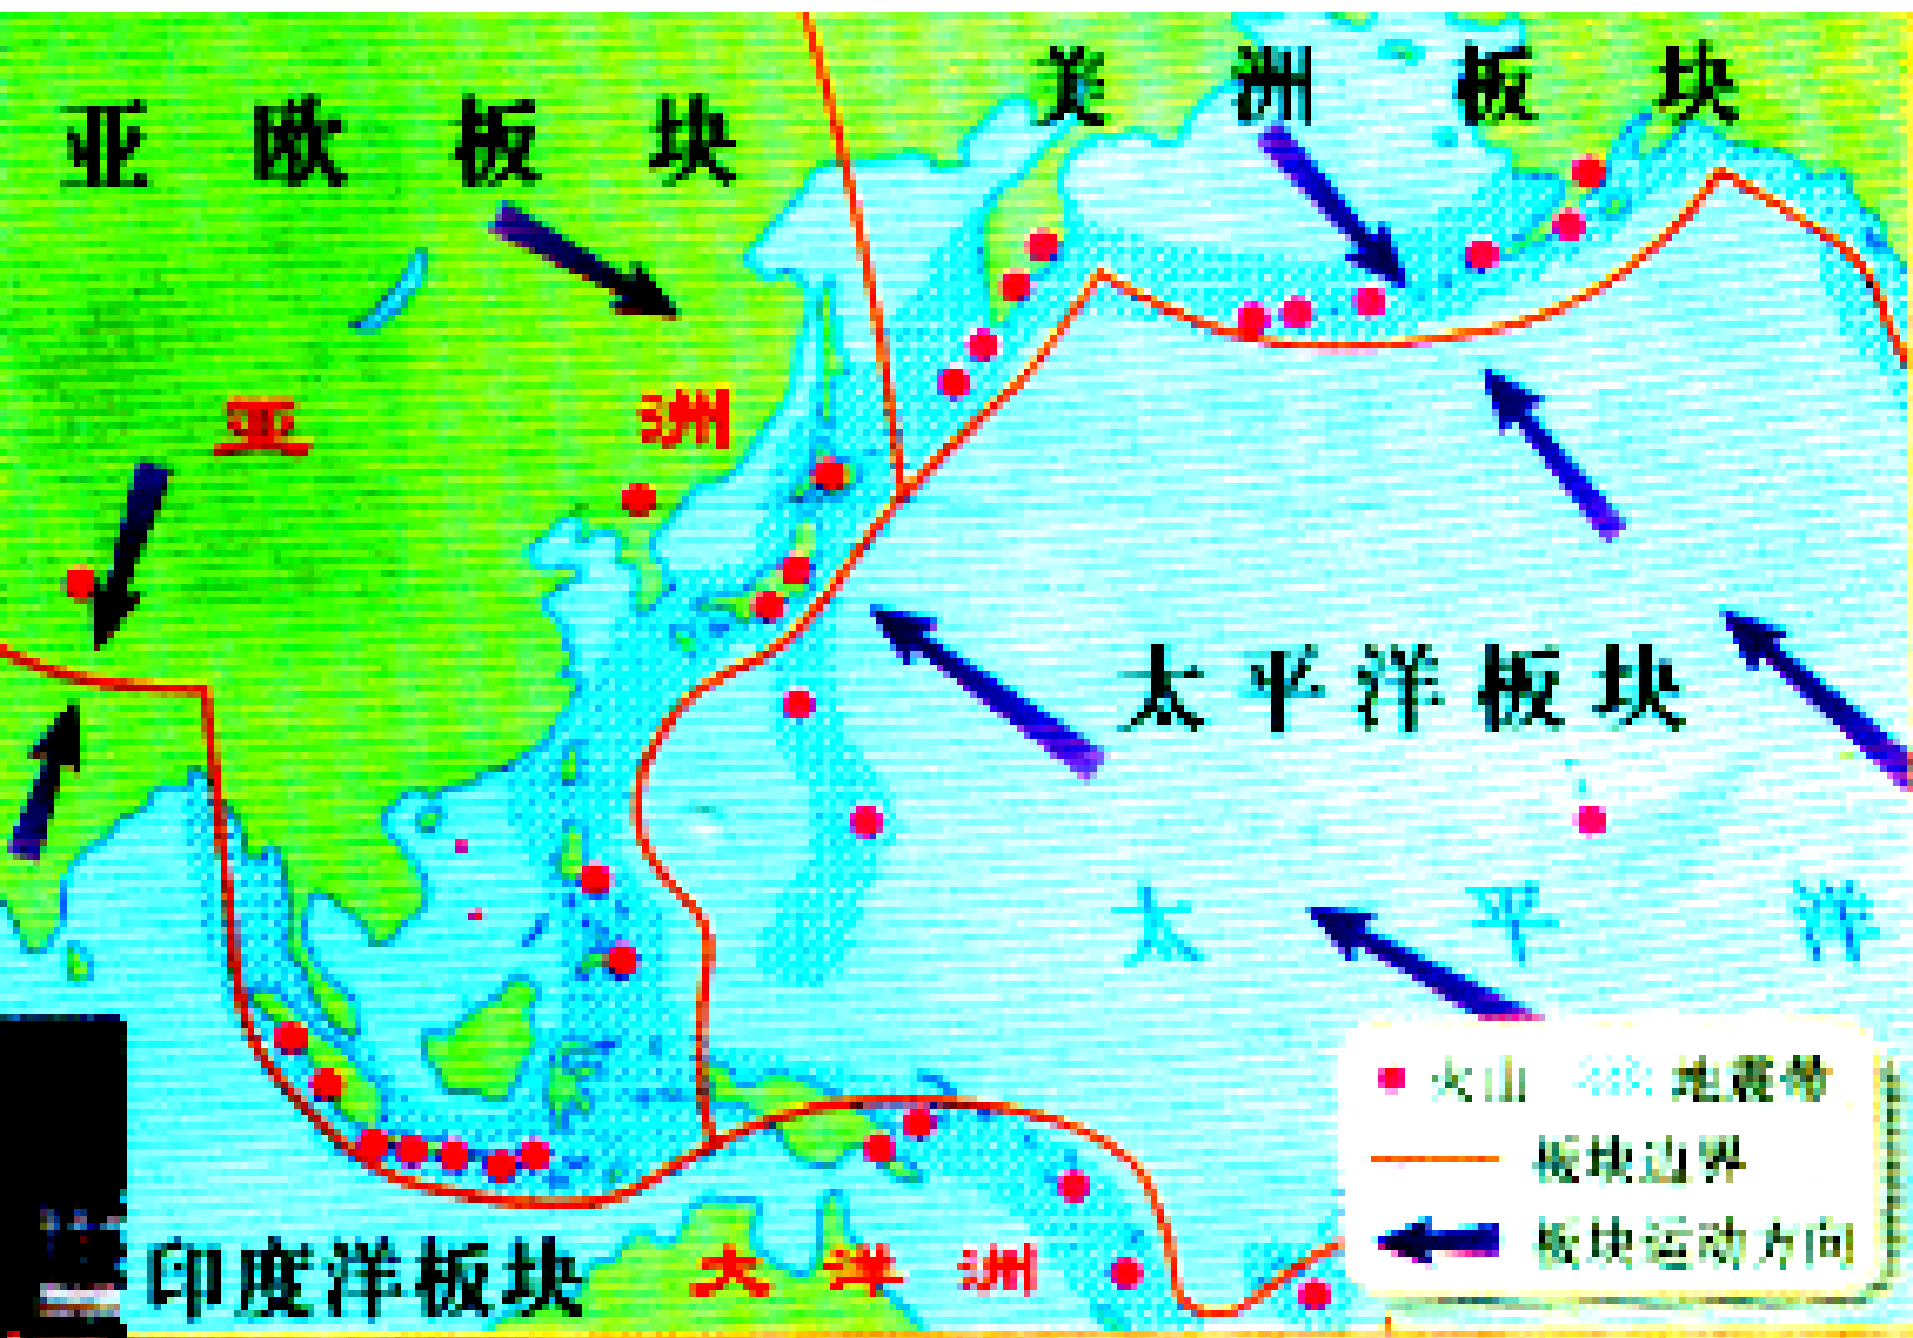 美洲板块
亚欧板块
亚洲
太平洋板块
太平洋
火山 地震带
板块边界
板块运动方向
印度洋板块
大洋洲